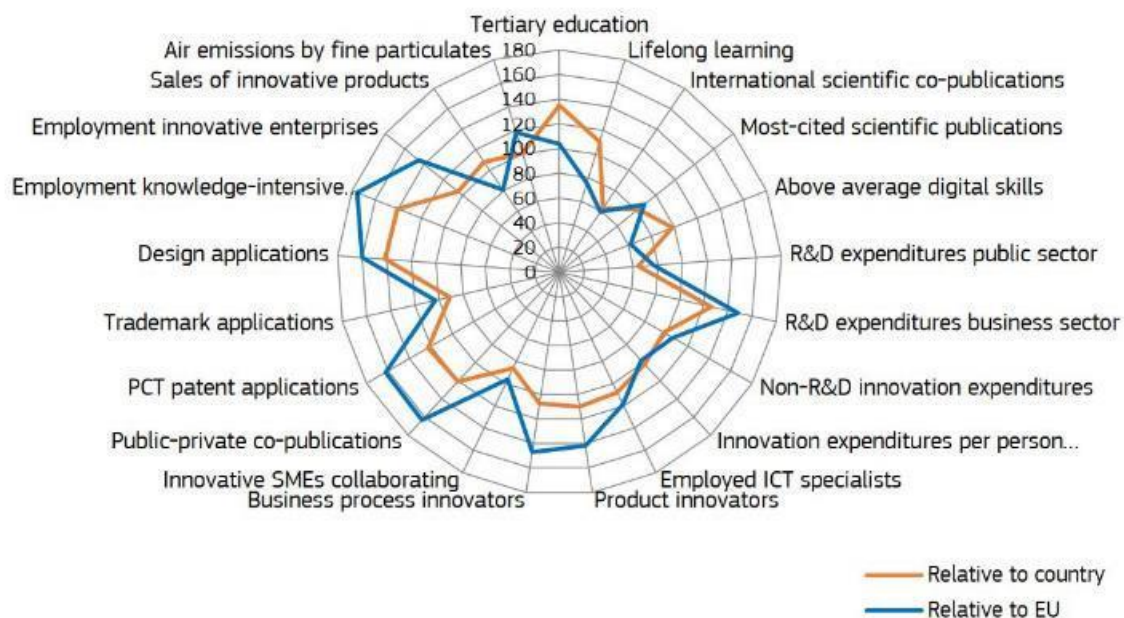 Tertiary education
Lifelong learning
International scientific co-publications
Most-cited scientific publications
Above average digital skills
R&D expenditures public sector
R&D expenditures business sector
Non-R&D innovation expenditures
Innovation expenditures per person...
Employed ICT specialists
Product innovators
Business process innovators
Innovative SMEs collaborating
Public-private co-publications
PCT patent applications
Trademark applications
Design applications
Employment knowledge-intensive...
Employment innovative enterprises
Sales of innovative products
Air emissions by fine particulates
180
160
140
120
100
80
60
40
20
0
Relative to country
Relative to EU